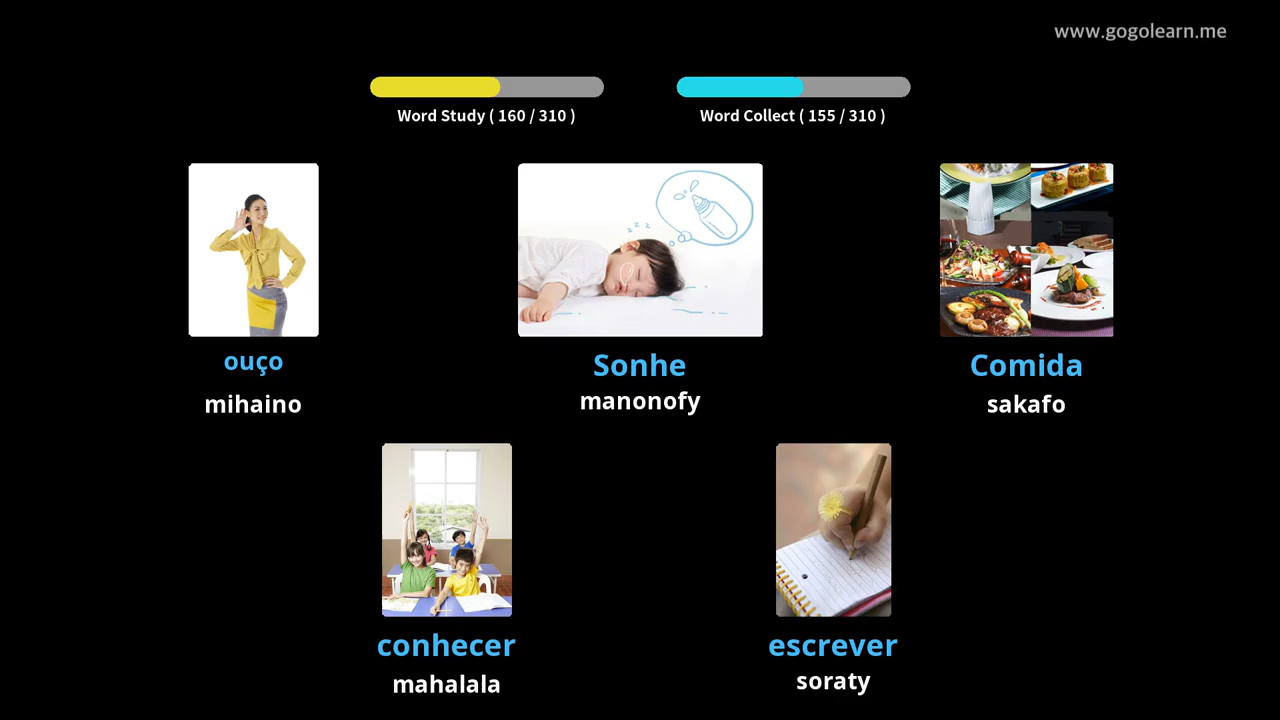 www.gogolearn.me
Word Study ( 160 / 310 )
Word Collect ( 155 / 310 )
ouço
Sonhe
Comida
mihaino
manonofy
sakafo
conhecer
escrever
mahalala
soraty